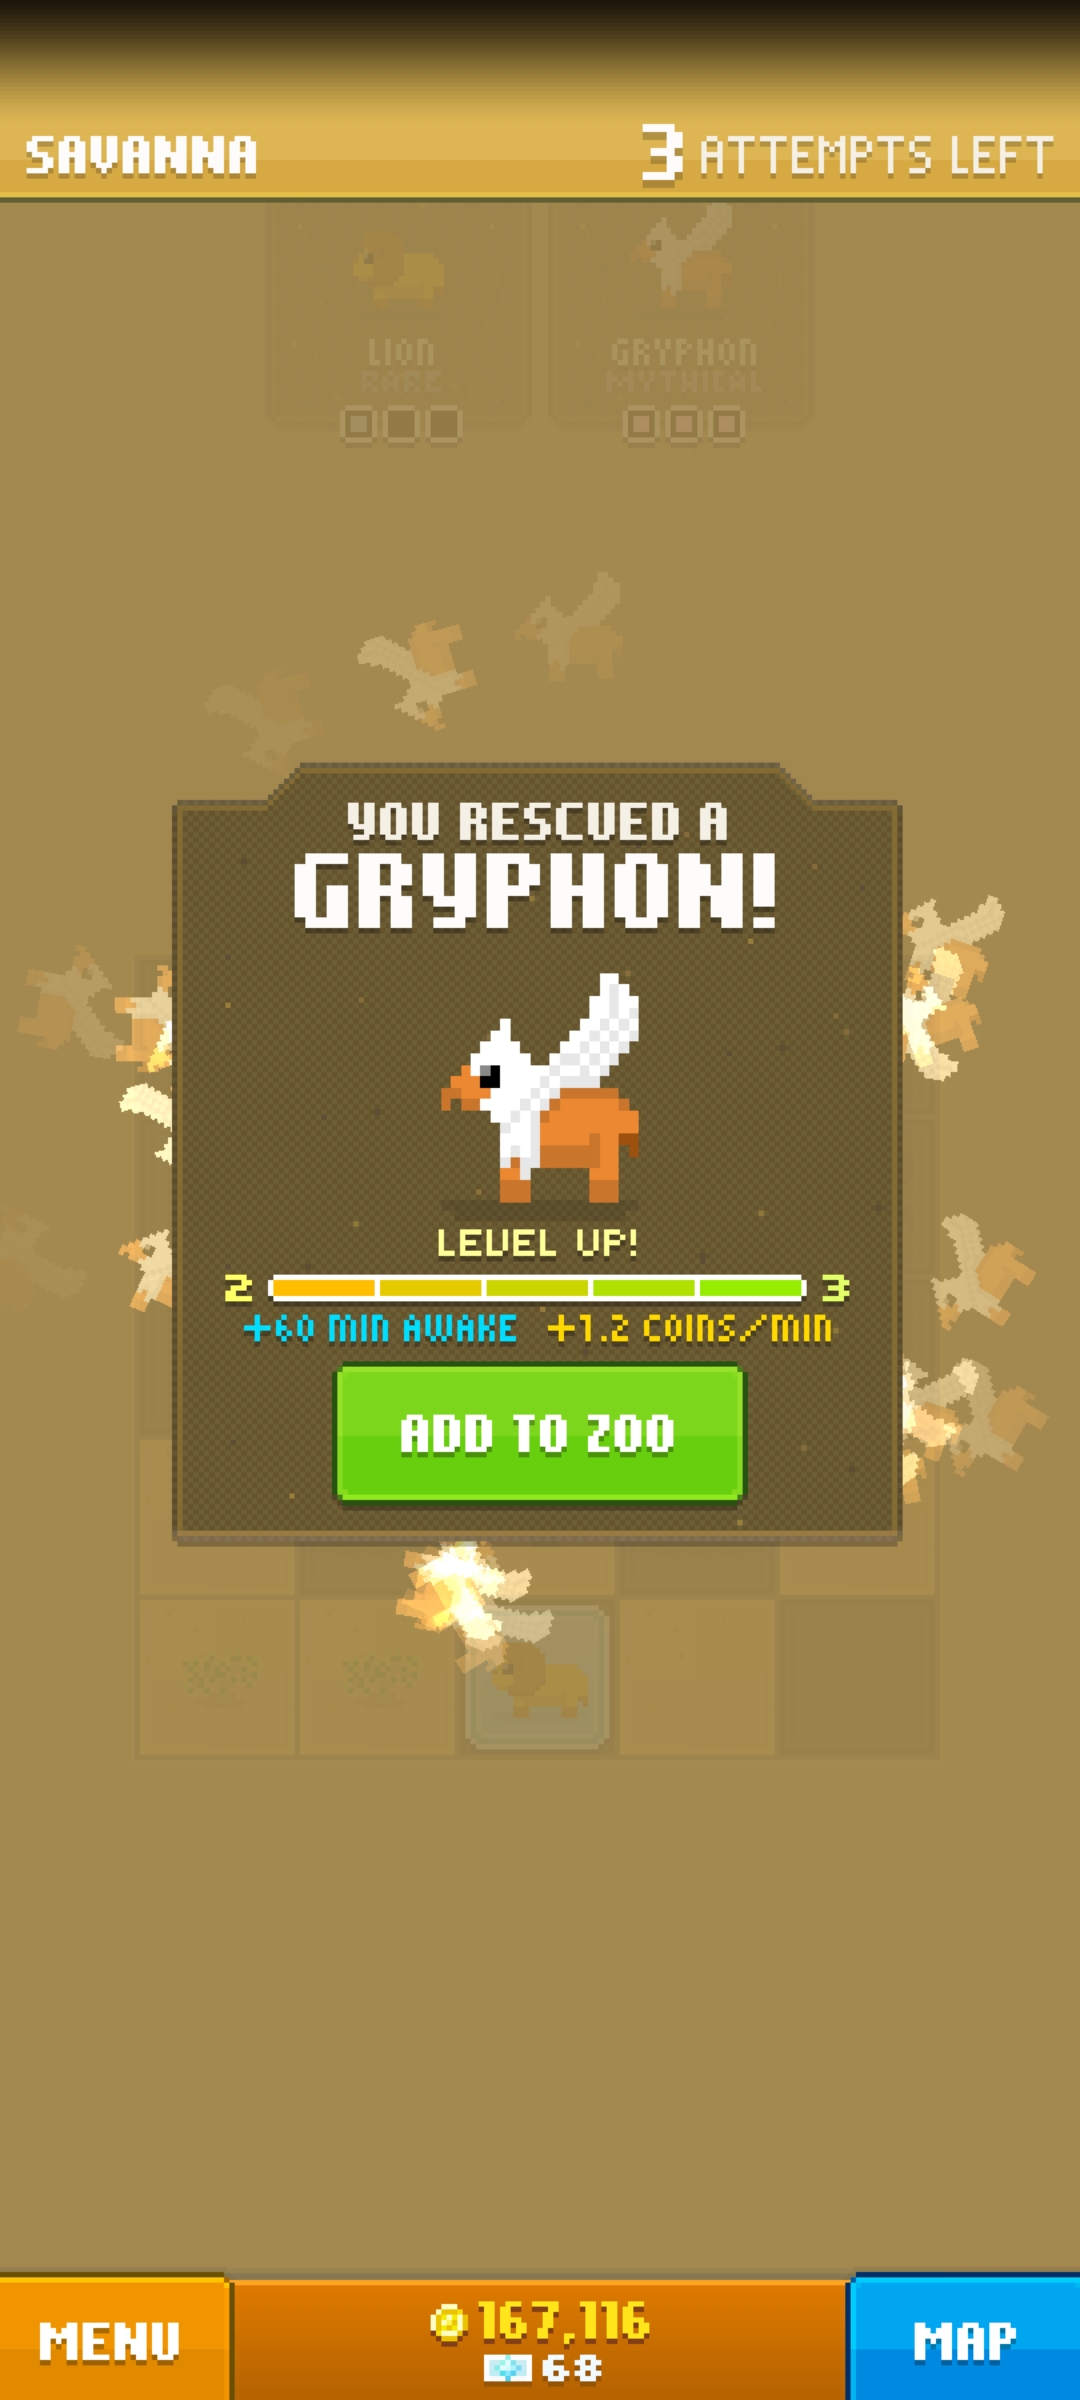 SAVANNA
3 ATTEMPTS LEFT
LION
RARE
GRYPHON
MYTHICAL
YOU RESCUED A
GRYPHON!
LEVEL UP!
2 3
+60 MIN AWAKE +1.2 COINS/MIN
ADD TO ZOO
MENU
167,116
68
MAP